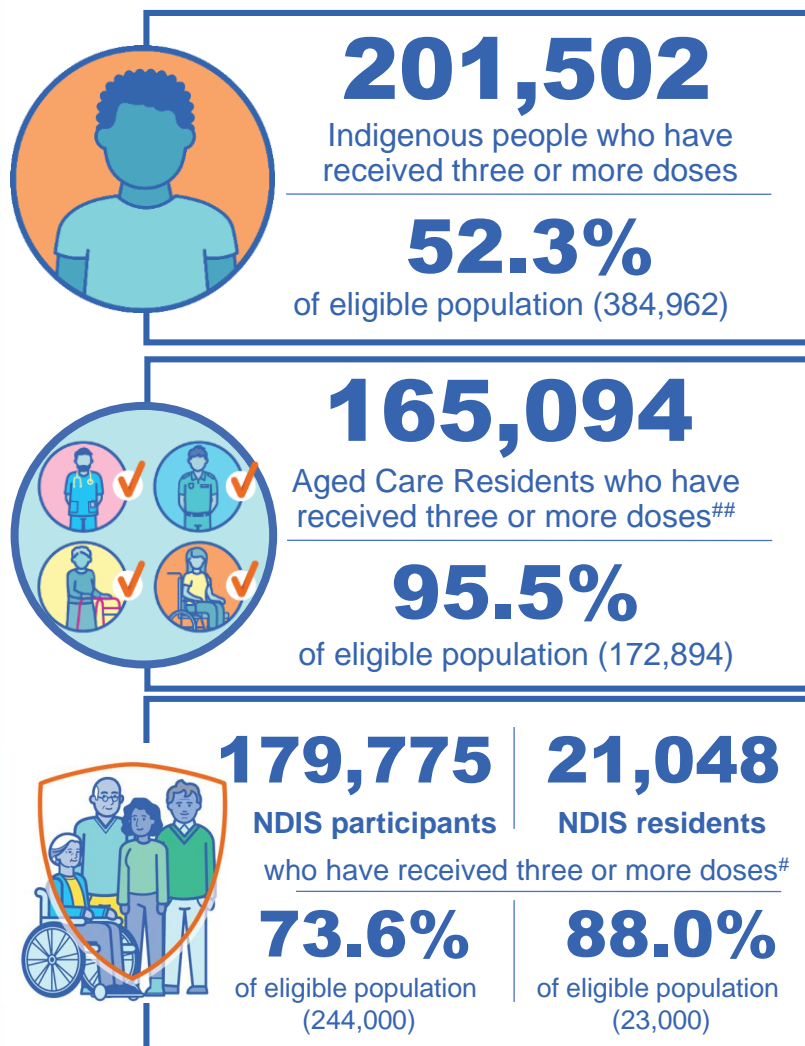 201,502
Indigenous people who have
received three or more doses
52.3%
of eligible population (384,962)
165,094
Aged Care Residents who have
received three or more doses##
95.5%
of eligible population (172,894)
179,775
NDIS participants
21,048
NDIS residents
who have received three or more doses#
73.6%
of eligible population
(244,000)
88.0%
of eligible population
(23,000)